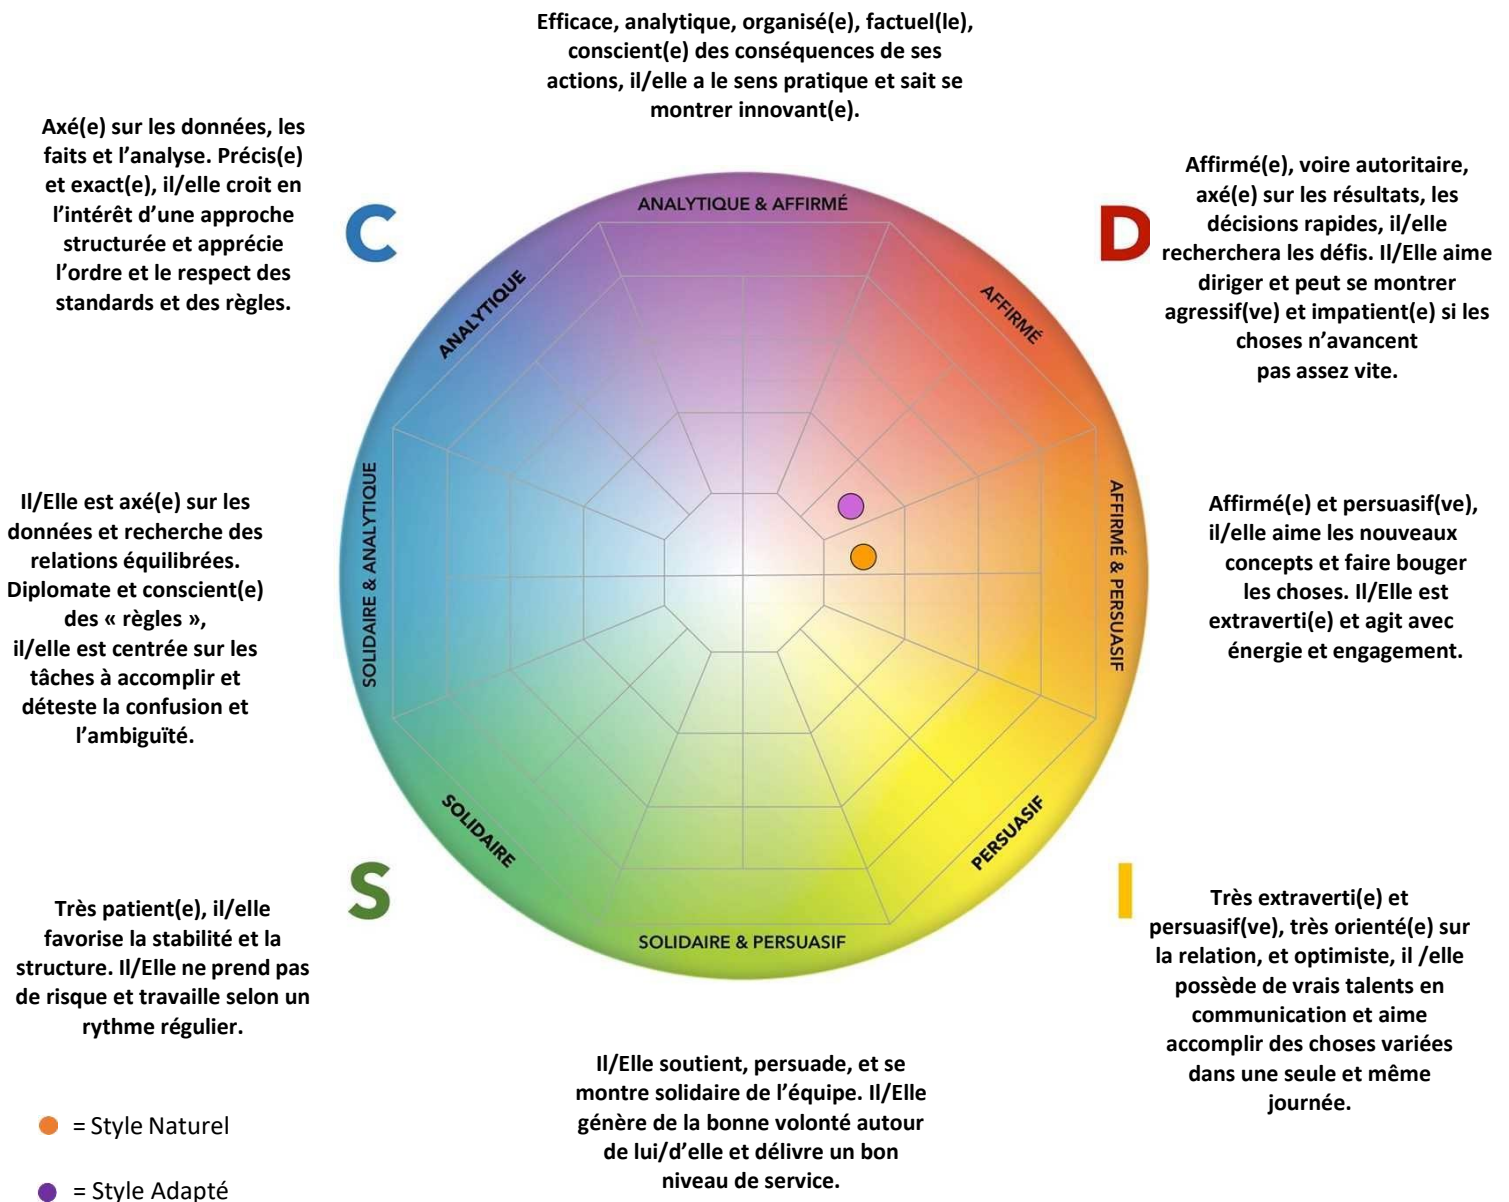 Efficace, analytique, organisé(e), factuel(le),
conscient(e) des conséquences de ses
actions, il/elle a le sens pratique et sait se
montrer innovant(e).
Axé(e) sur les données, les
faits et l’analyse. Précis(e)
et exact(e), il/elle croit en
l’intérêt d’une approche
structurée et apprécie
l’ordre et le respect des
standards et des règles.
C
D
Affirmé(e), voire autoritaire,
axé(e) sur les résultats, les
décisions rapides, il/elle
recherchera les défis. Il/Elle aime
diriger et peut se montrer
agressif(ve) et impatient(e) si les
choses n’avancent
pas assez vite.
ANALYTIQUE & AFFIRMÉ
ANALYTIQUE
AFFIRMÉ
SOLIDAIRE & ANALYTIQUE
AFFIRMÉ & PERSUASIF
SOLIDAIRE
PERSUASIF
SOLIDAIRE & PERSUASIF
Il/Elle est axé(e) sur les
données et recherche des
relations équilibrées.
Diplomate et conscient(e)
des « règles »,
il/elle est centrée sur les
tâches à accomplir et
déteste la confusion et
l’ambiguïté.
Affirmé(e) et persuasif(ve),
il/elle aime les nouveaux
concepts et faire bouger
les choses. Il/Elle est
extraverti(e) et agit avec
énergie et engagement.
S
I
Très patient(e), il/elle
favorise la stabilité et la
structure. Il/Elle ne prend pas
de risque et travaille selon un
rythme régulier.
Très extraverti(e) et
persuasif(ve), très orienté(e) sur
la relation, et optimiste, il /elle
possède de vrais talents en
communication et aime
accomplir des choses variées
dans une seule et même
journée.
Il/Elle soutient, persuade, et se
montre solidaire de l’équipe. Il/Elle
génère de la bonne volonté autour
de lui/d’elle et délivre un bon
niveau de service.
= Style Naturel
= Style Adapté